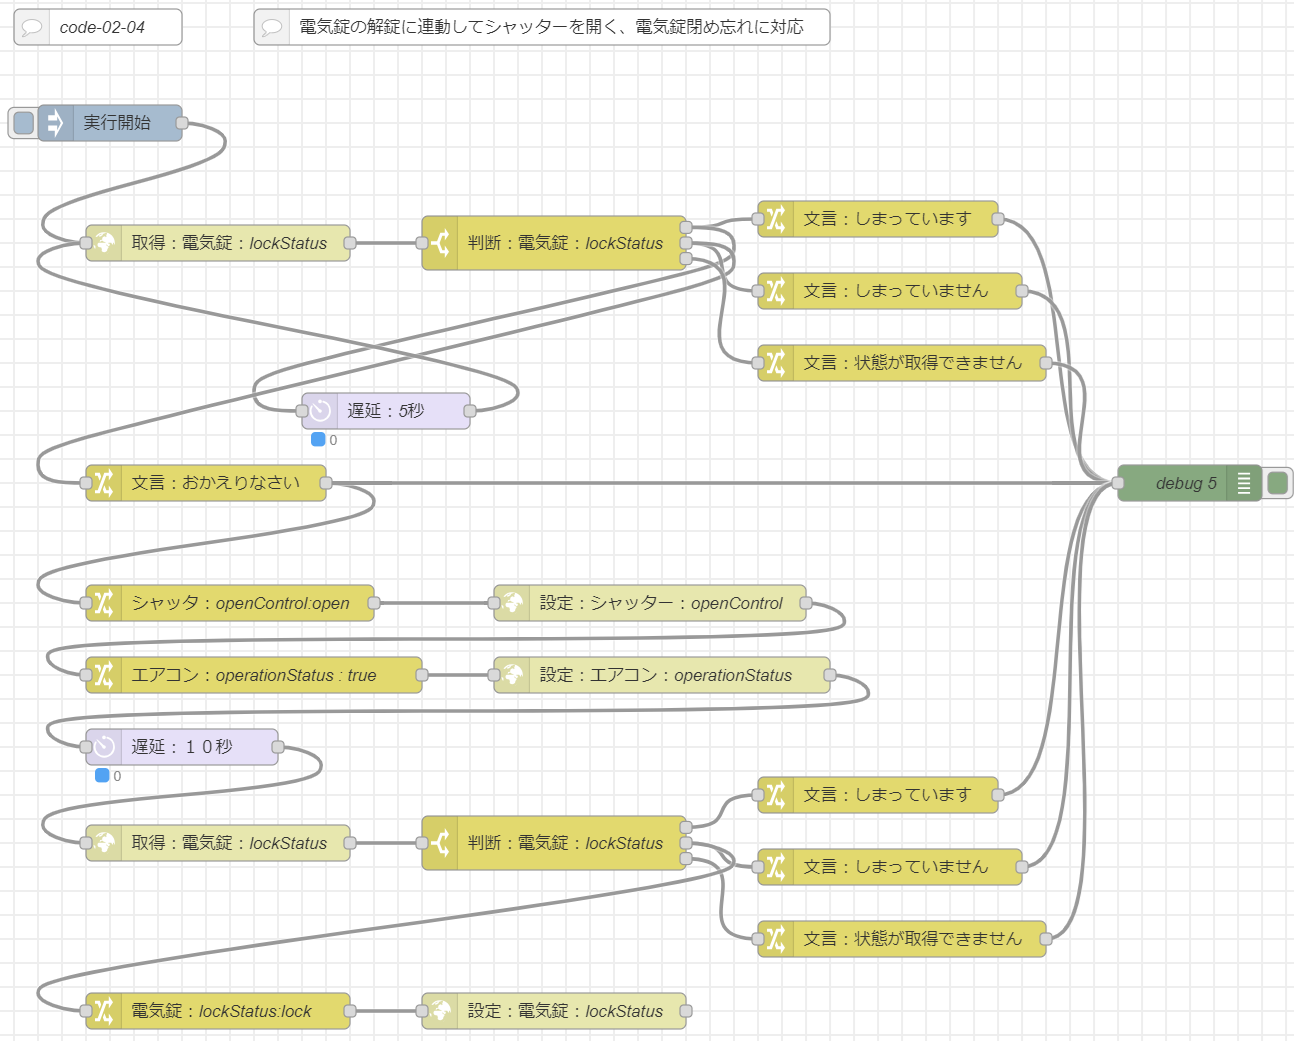 code-02-04
電気錠の解錠に連動してシャッターを開く、電気錠閉め忘れに対応
実行開始
取得：電気錠：lockStatus
判断：電気錠：lockStatus
文言：しまっています
文言：しまっていません
文言：状態が取得できません
遅延：5秒
0
文言：おかえりなさい
debug 5
シャッタ：openControl:open
設定：シャッター：openControl
エアコン：operationStatus : true
設定：エアコン：operationStatus
遅延：１０秒
0
取得：電気錠：lockStatus
判断：電気錠：lockStatus
文言：しまっています
文言：しまっていません
文言：状態が取得できません
電気錠：lockStatus:lock
設定：電気錠：lockStatus